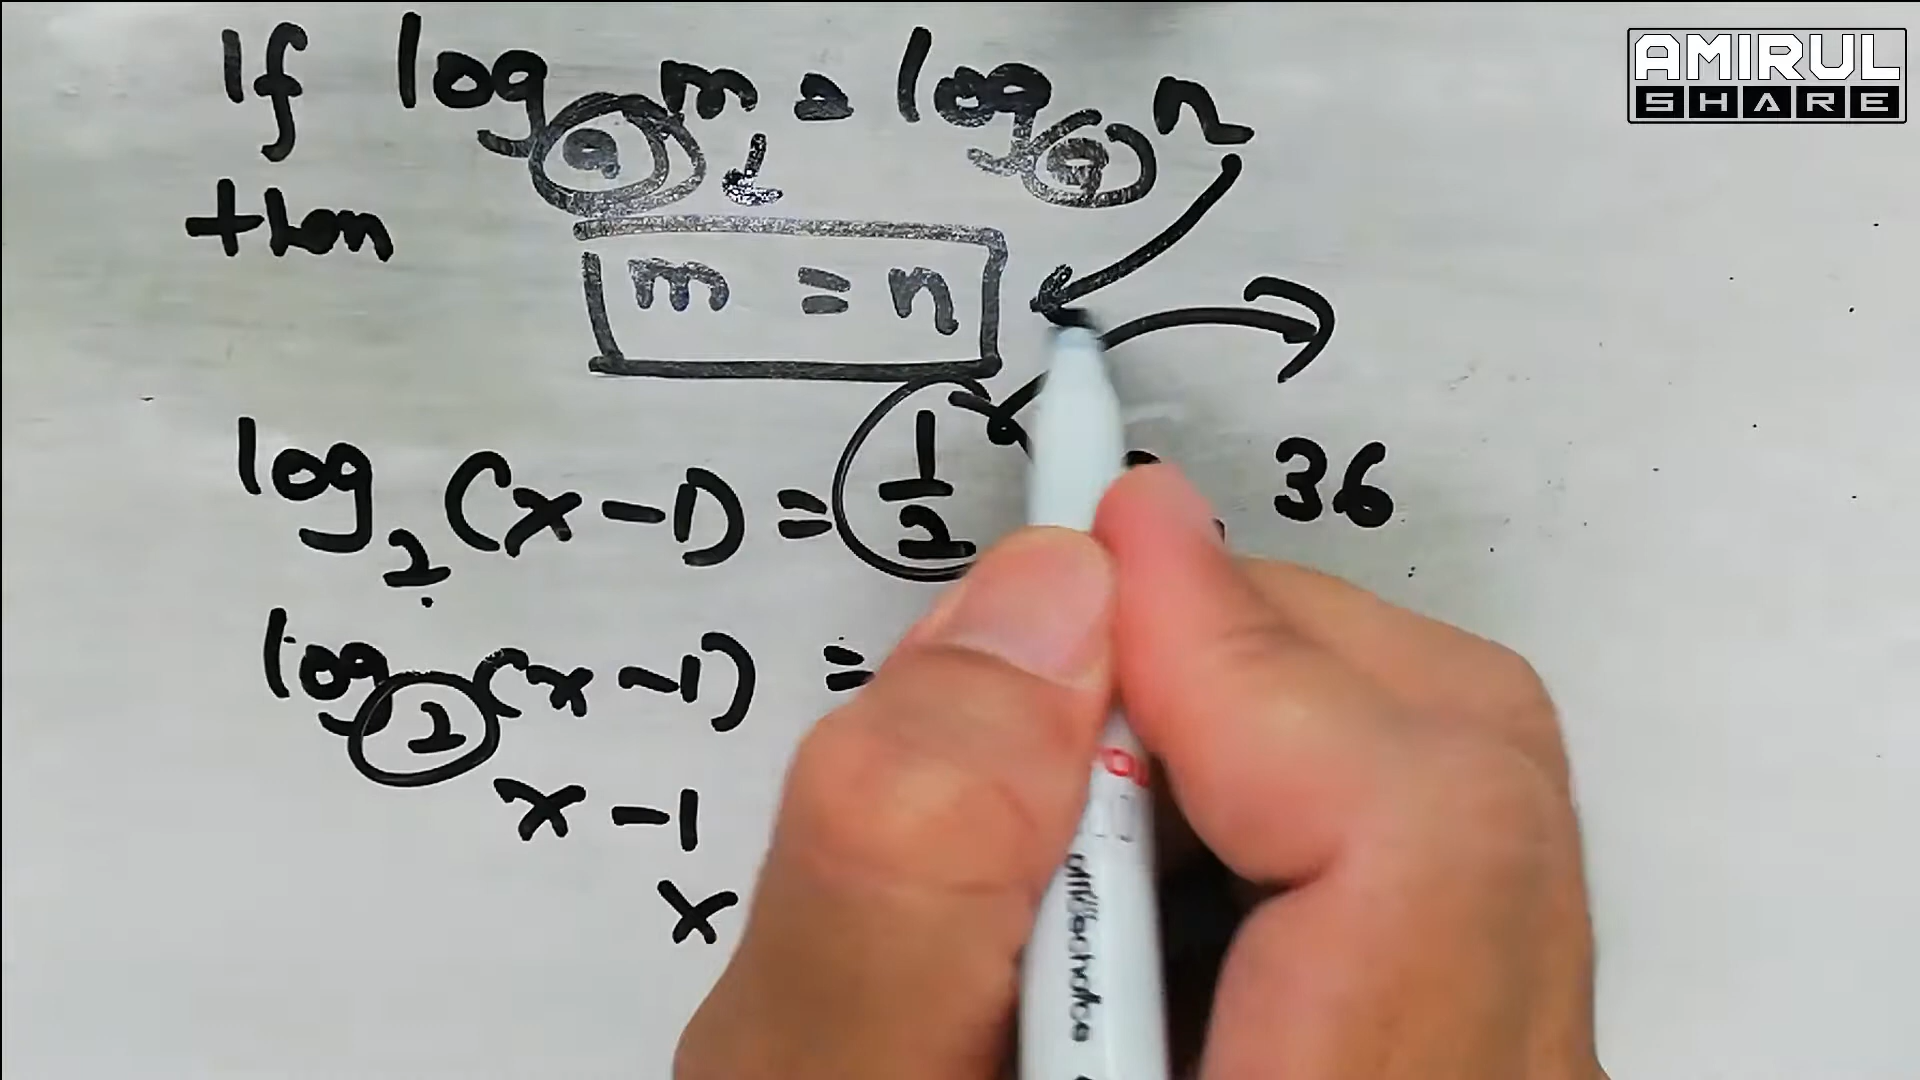 If log a m = log a n
AMIRUL
SHARE
then
m = n
log 2 (x-1) = 1/2 36
log 2 (x-1) =
x-1
x